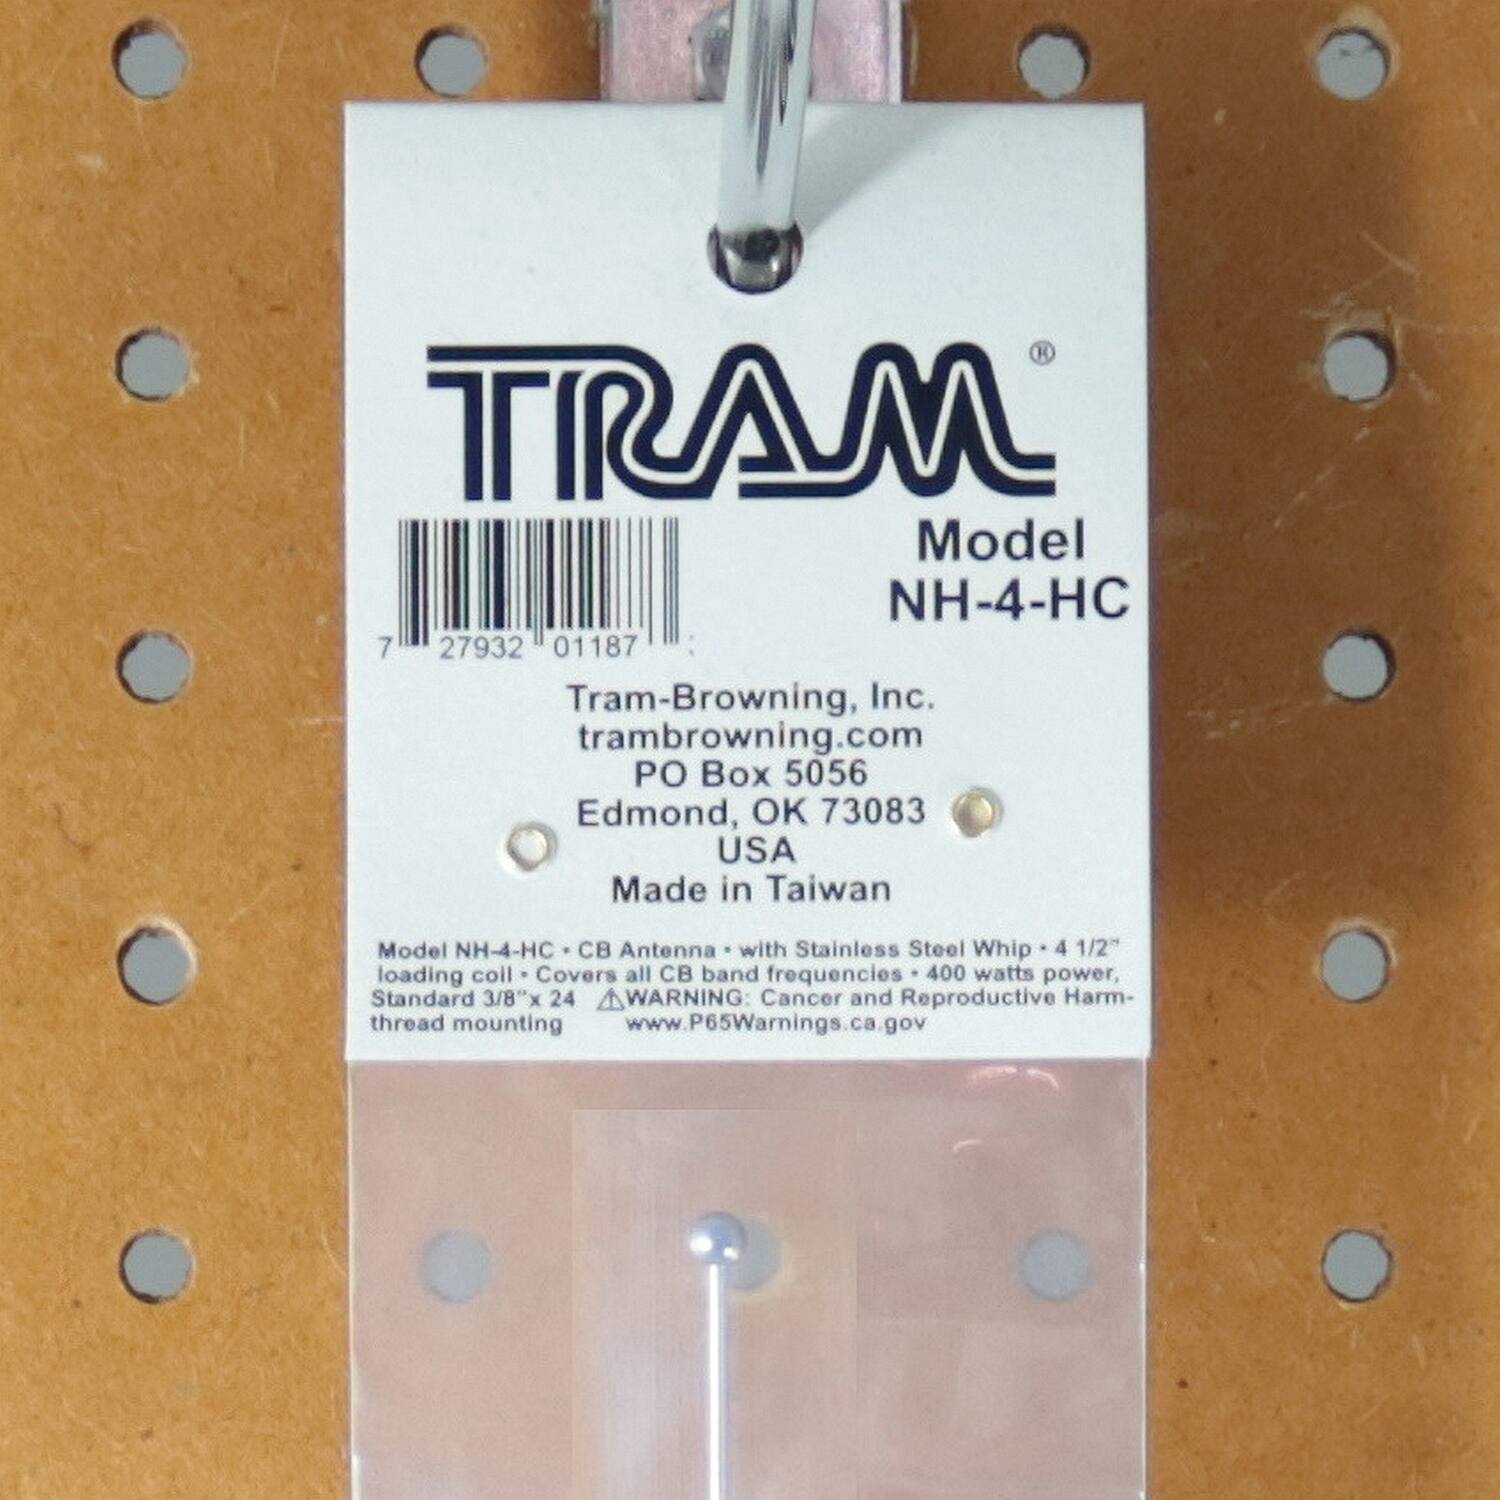 TRAM®
Model
NH-4-HC
7 27932 01187
Tram-Browning, Inc.
trambrowning.com
PO Box 5056
Edmond, OK 73083
USA
Made in Taiwan
Model NH-4-HC • CB Antenna • with Stainless Steel Whip • 4 1/2"
loading coil • Covers all CB band frequencies • 400 watts power,
Standard 3/8"x 24 ⚠WARNING: Cancer and Reproductive Harm-
thread mounting www.P65Warnings.ca.gov